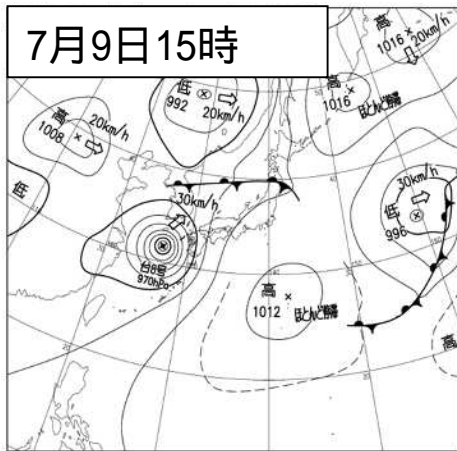 7月9日15時
高
1016
20km/h
低
992
20km/h
高
1016
ほとんど停滞
高
1008
20km/h
低
30km/h
30km/h
低
996
台8号
970hPa
高
1012
ほとんど停滞
高